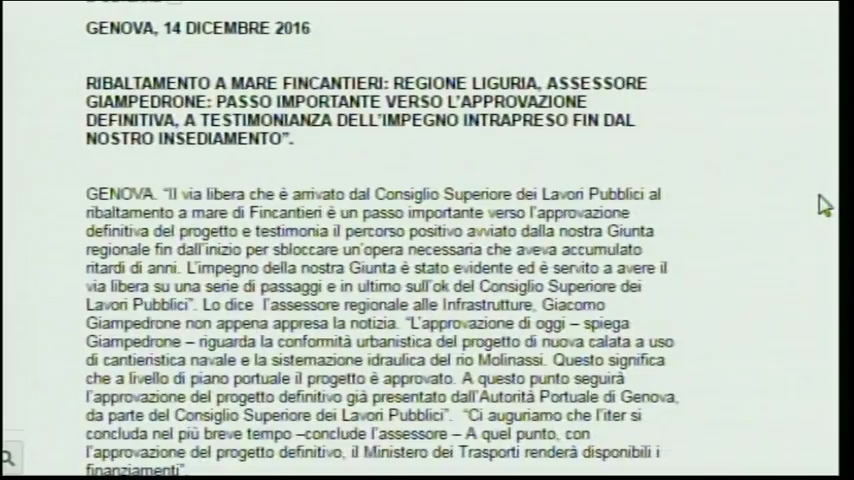 GENOVA, 14 DICEMBRE 2016
RIBALTAMENTO A MARE FINCANTIERI: REGIONE LIGURIA, ASSESSORE
GIAMPEDRONE: PASSO IMPORTANTE VERSO L'APPROVAZIONE
DEFINITIVA, A TESTIMONIANZA DELL'IMPEGNO INTRAPRESO FIN DAL
NOSTRO INSEDIAMENTO”.
GENOVA. “Il via libera che è arrivato dal Consiglio Superiore dei Lavori Pubblici al
ribaltamento a mare di Fincantieri è un passo importante verso l'approvazione
definitiva del progetto e testimonia il percorso positivo avviato dalla nostra Giunta
regionale fin dall'inizio per sbloccare un'opera necessaria che aveva accumulato
ritardi di anni. L'impegno della nostra Giunta è stato evidente ed è servito a avere il
via libera su una serie di passaggi e in ultimo sull'ok del Consiglio Superiore dei
Lavori Pubblici”. Lo dice l'assessore regionale alle Infrastrutture, Giacomo
Giampedrone non appena appresa la notizia. “L'approvazione di oggi – spiega
Giampedrone – riguarda la conformità urbanistica del progetto di nuova calata a uso
di cantieristica navale e la sistemazione idraulica del rio Molinassi. Questo significa
che a livello di piano portuale il progetto è approvato. A questo punto seguirà
l'approvazione del progetto definitivo già presentato dall'Autorità Portuale di Genova,
da parte del Consiglio Superiore dei Lavori Pubblici”. “Ci auguriamo che l'iter si
concluda nel più breve tempo –conclude l'assessore – A quel punto, con
l'approvazione del progetto definitivo, il Ministero dei Trasporti renderà disponibili i
finanziamenti”.